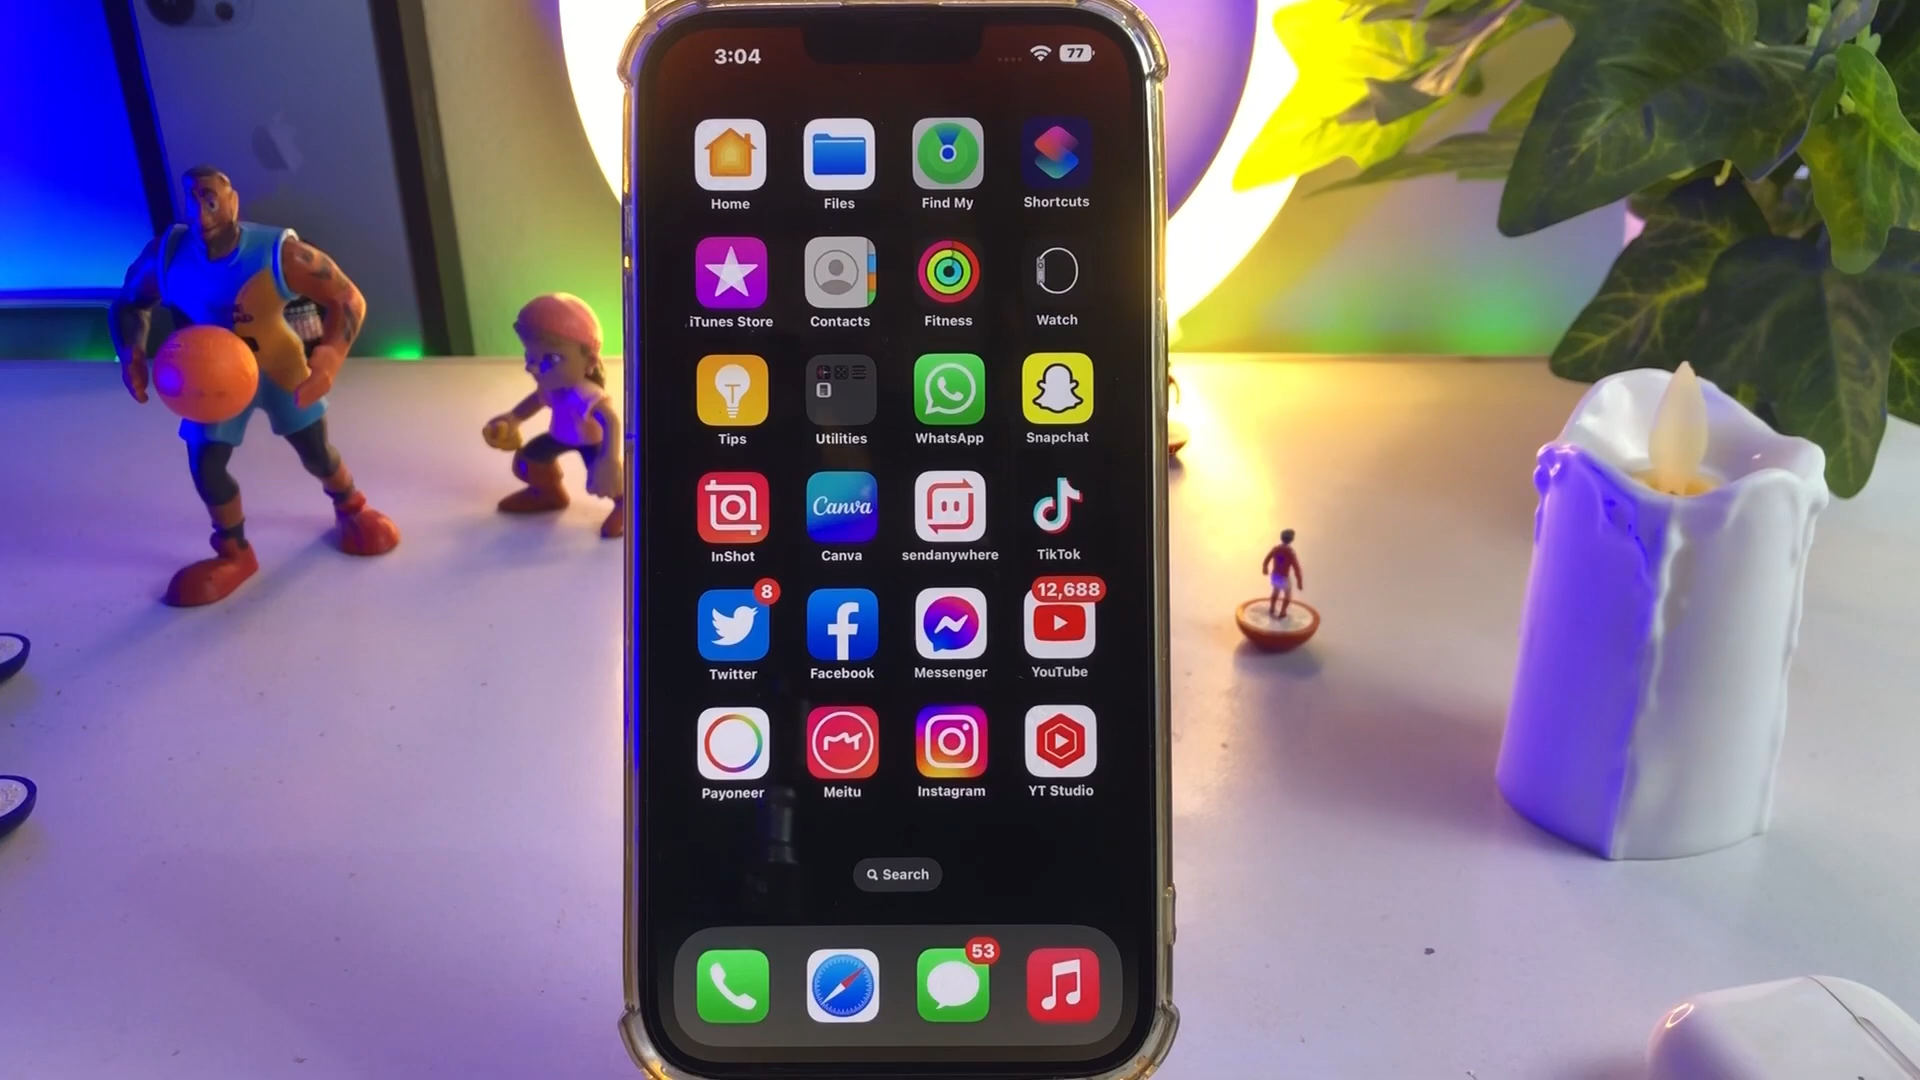 3:04
77
Home Files Find My Shortcuts
iTunes Store Contacts Fitness Watch
Tips Utilities WhatsApp Snapchat
Canva
InShot Canva sendanywhere TikTok
8 12,688
Twitter Facebook Messenger YouTube
Payoneer Meitu Instagram YT Studio
Search
53